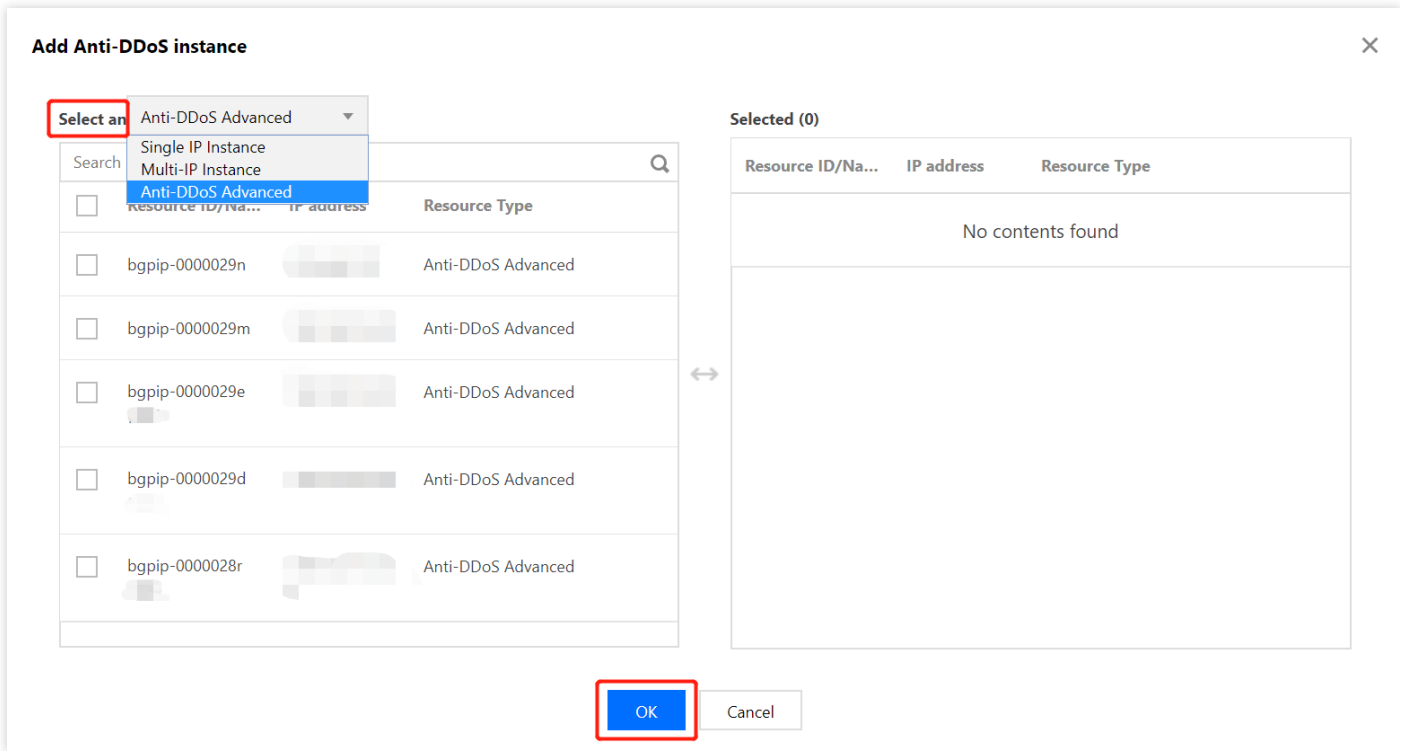 Add Anti-DDoS instance
Select an Anti-DDoS Advanced
Single IP Instance
Multi-IP Instance
Anti-DDoS Advanced
Search
Resource ID/Na... IP address Resource Type
bgpip-0000029n Anti-DDoS Advanced
bgpip-0000029m Anti-DDoS Advanced
bgpip-0000029e Anti-DDoS Advanced
bgpip-0000029d Anti-DDoS Advanced
bgpip-0000028r Anti-DDoS Advanced
Selected (0)
Resource ID/Na... IP address Resource Type
No contents found
OK Cancel